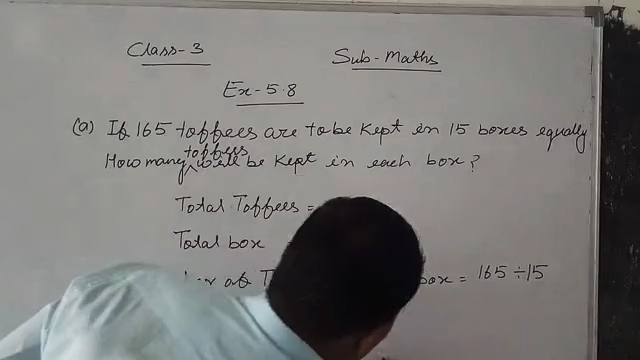 Class-3 Sub-Maths
Ex-5.8
(a) If 165 toffees are to be kept in 15 boxes equally
toffees
How many will be kept in each box?
Total Toffees =
Total box
box = 165 ÷ 15